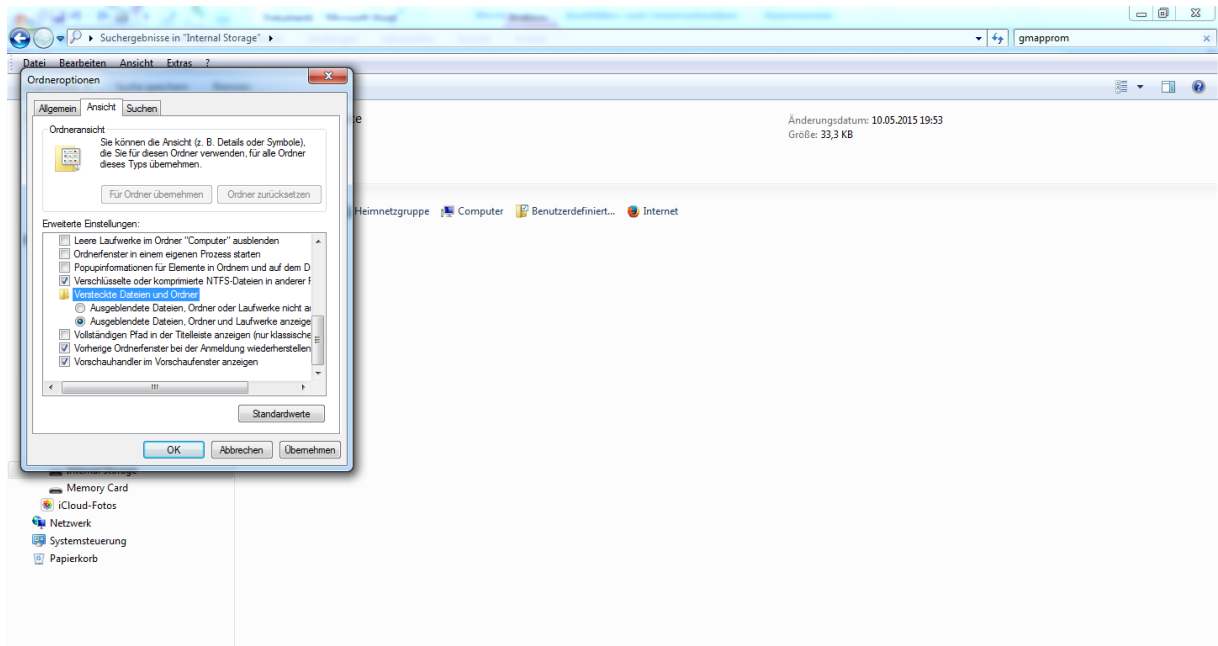 Suchergebnisse in "Internal Storage"
gmapprom
Datei Bearbeiten Ansicht Extras ?
Ordneroptionen
Allgemein Ansicht Suchen
Ordneransicht
Sie können die Ansicht (z. B. Details oder Symbole),
die Sie für diesen Ordner verwenden, für alle Ordner
dieses Typs übernehmen.
Für Ordner übernehmen Ordner zurücksetzen
Erweiterte Einstellungen:
Leere Laufwerke im Ordner "Computer" ausblenden
Ordnerfenster in einem eigenen Prozess starten
Popupinformationen für Elemente in Ordnern und auf dem D
Verschlüsselte oder komprimierte NTFS-Dateien in anderer F
Versteckte Dateien und Ordner
Ausgeblendete Dateien, Ordner oder Laufwerke nicht a
Ausgeblendete Dateien, Ordner und Laufwerke anzeige
Vollständigen Pfad in der Titelleiste anzeigen (nur klassische
Vorherige Ordnerfenster bei der Anmeldung wiederherstellen
Vorschauhandler im Vorschaufenster anzeigen
Standardwerte
OK Abbrechen Übernehmen
Änderungsdatum: 10.05.2015 19:53
Größe: 33,3 KB
Heimnetzgruppe Computer Benutzerdefiniert... Internet
Internal Storage
Memory Card
iCloud-Fotos
Netzwerk
Systemsteuerung
Papierkorb